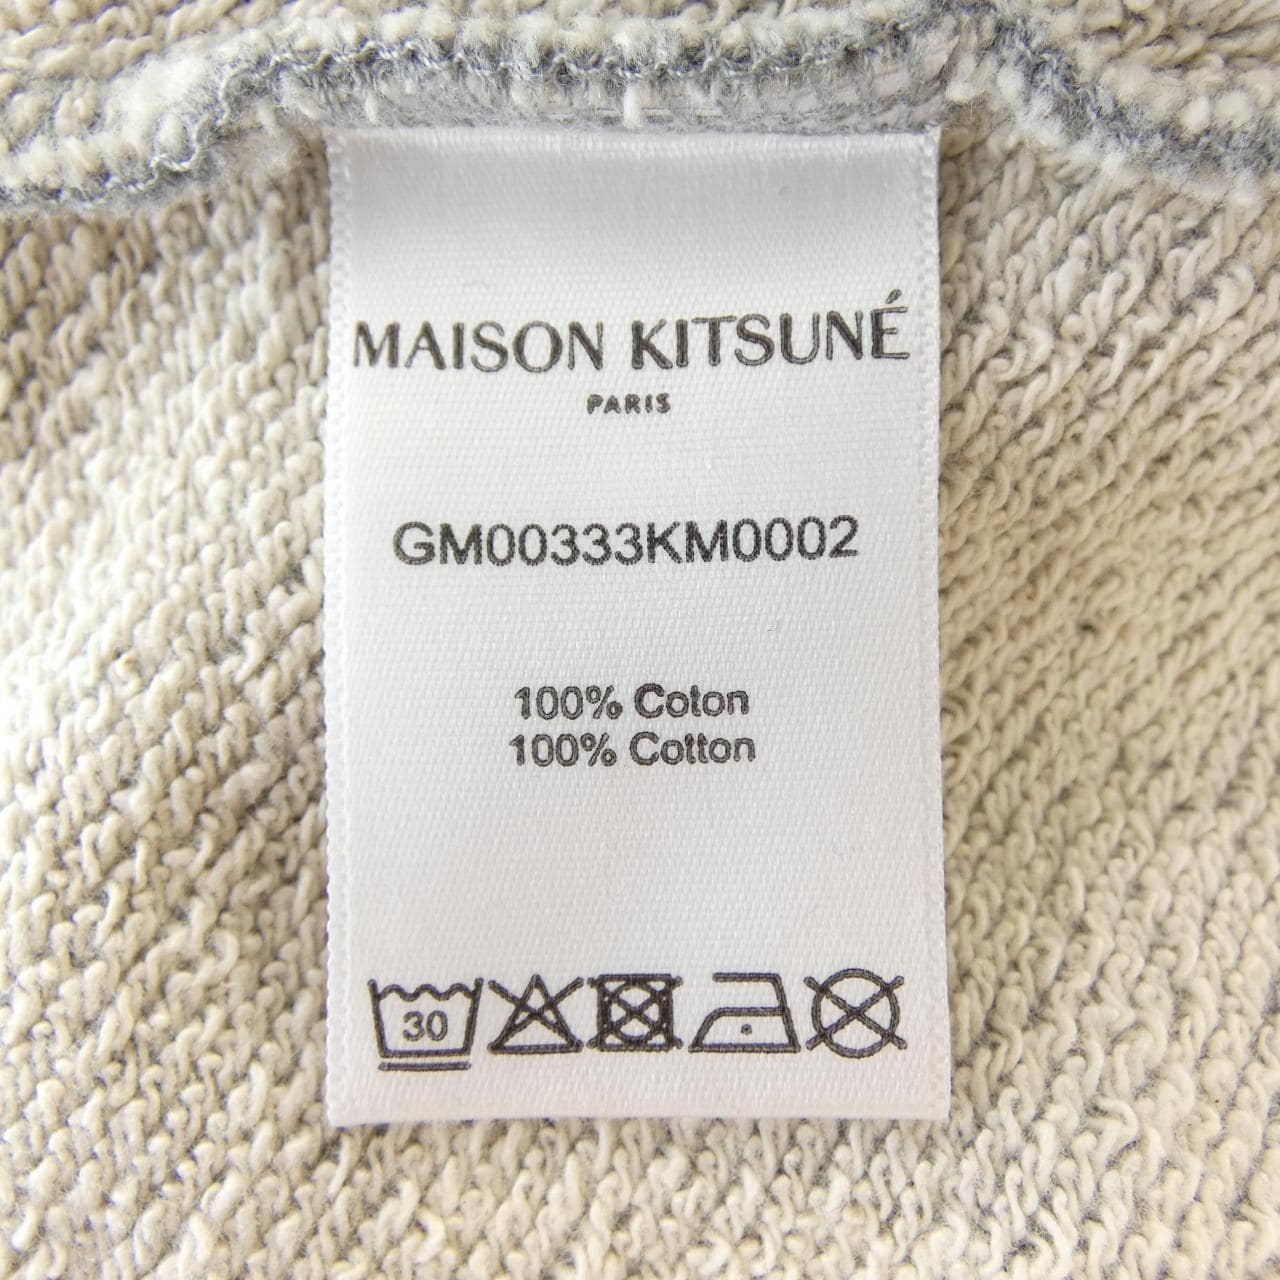 MAISON KITSUNÉ
PARIS
GM00333KM0002
100% Coton
100% Cotton
30